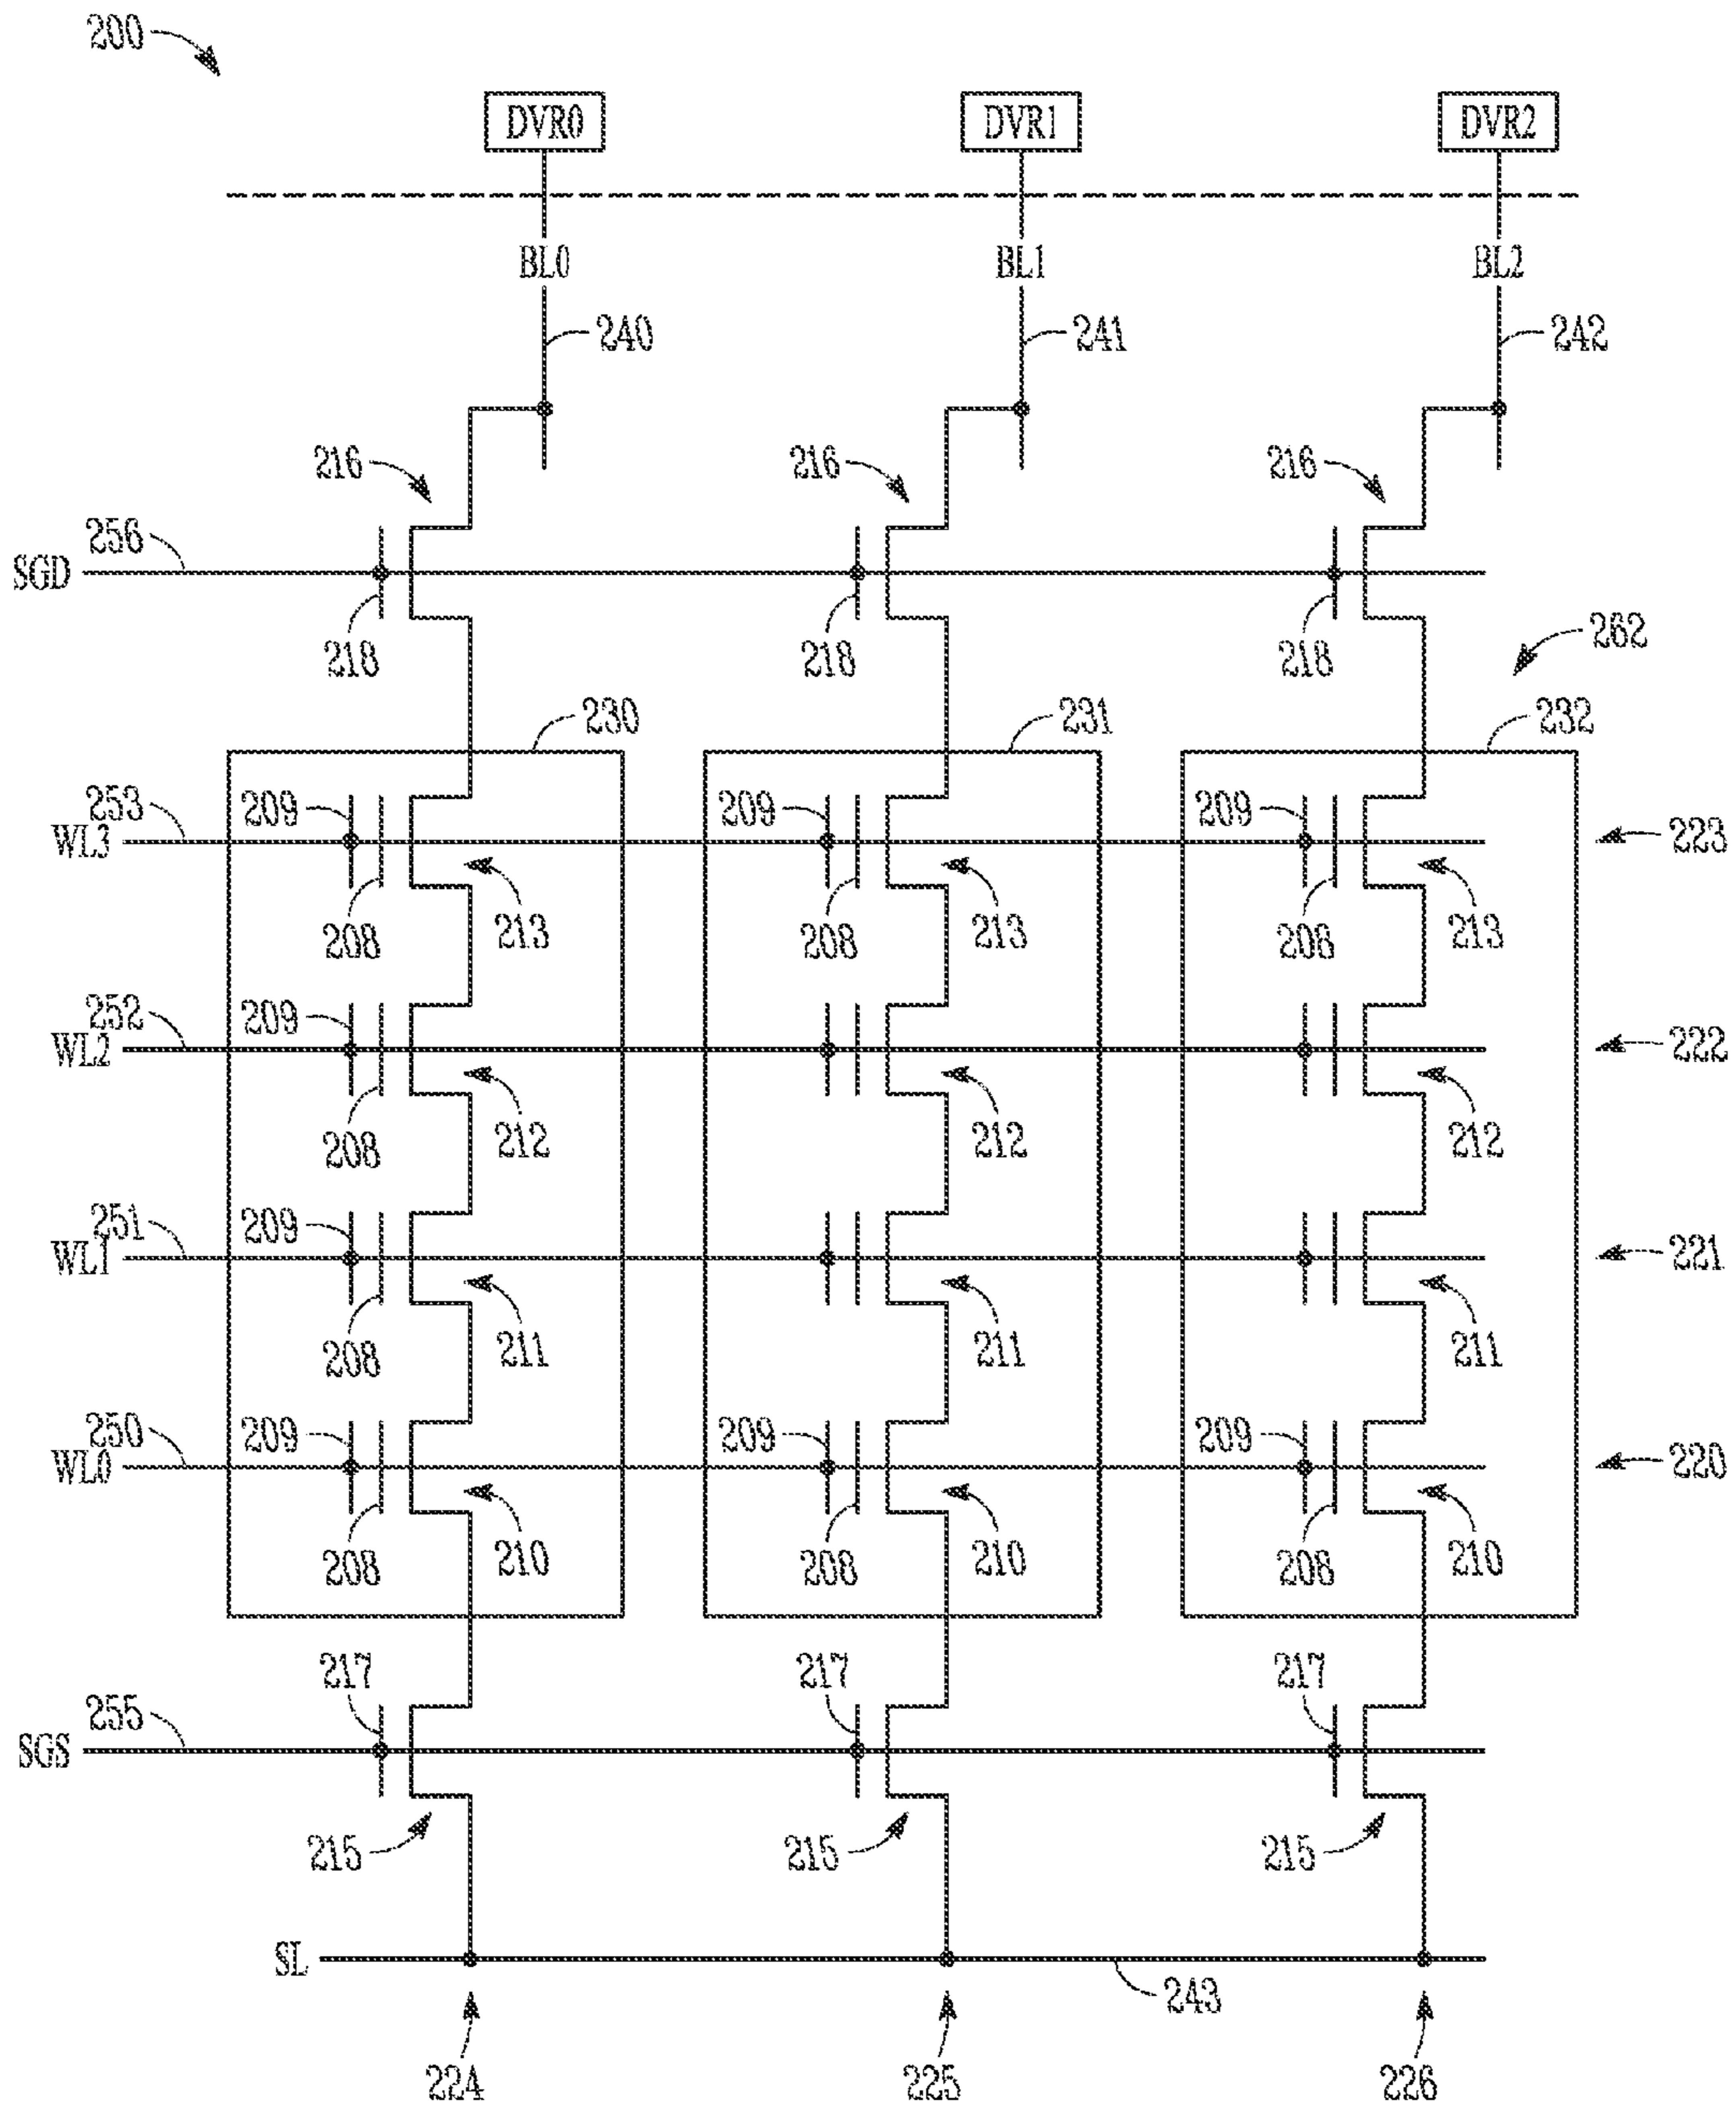 200
DVR0 DVR1 DVR2
BL0 BL1 BL2
240 241 242
216 216 216
256
SGD
218 218 218
262
230 231 232
253 209 209 209
WL3 223
208 213 208 213 208 213
252 209
WL2 222
208 212 212 212
251 209
WL1 221
208 211 211 211
250 209 209 209
WL0 220
208 210 208 210 208 210
217 217 217
255
SGS
215 215 215
SL
243
224 225 226